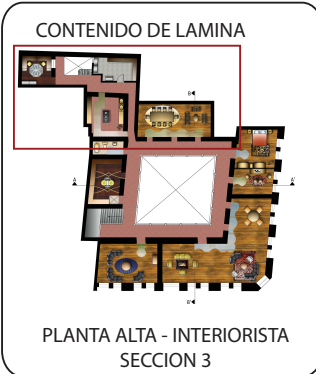 CONTENIDO DE LAMINA
B
A
A'
B'
PLANTA ALTA - INTERIORISTA
SECCION 3